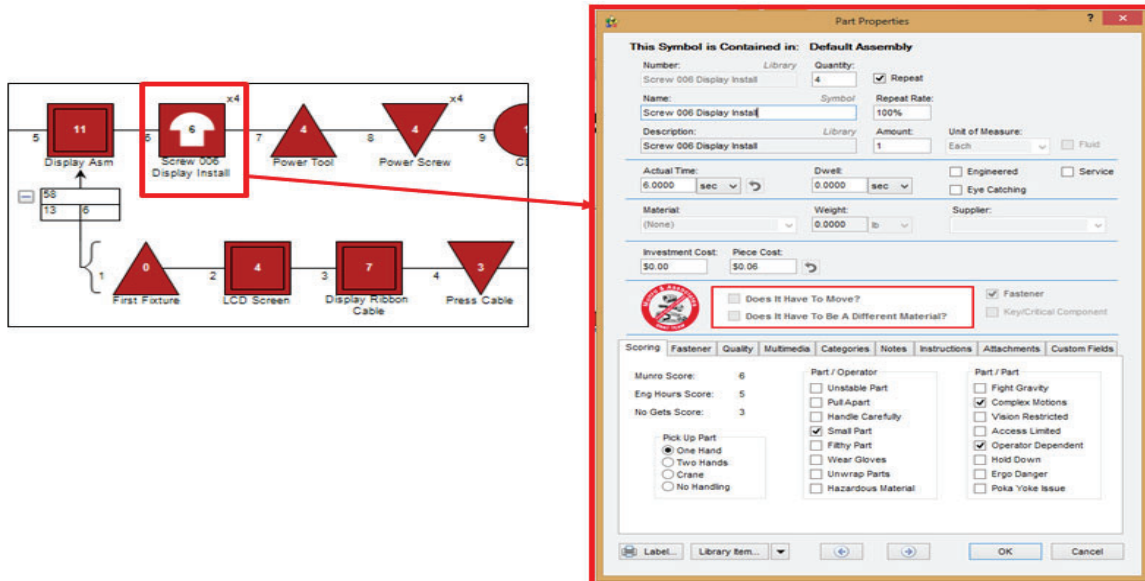 x4
x4
11
6
4
4
1
5
6
7
8
9
Display Asm
Screw 006
Display Install
Power Tool
Power Screw
58
13 6
0
4
7
3
1
2
3
4
First Fixture
LCD Screen
Display Ribbon
Cable
Press Cable
Part Properties
?
This Symbol is Contained in: Default Assembly
Number: Library Quantity:
Screw 006 Display Install 4 Repeat
Name: Symbol Repeat Rate:
Screw 006 Display Install 100%
Description: Library Amount: Unit of Measure:
Screw 006 Display Install 1 Each Fluid
Actual Time: Dwell: Engineered Service
6.0000 sec 0.0000 sec Eye Catching
Material: Weight: Supplier:
(None) 0.0000 lb
Investment Cost: Piece Cost:
$0.00 $0.06
Munro & Associates
Does It Have To Move? Fastener
Does It Have To Be A Different Material? Key/Critical Component
Scoring Fastener Quality Multimedia Categories Notes Instructions Attachments Custom Fields
Munro Score: 6
Eng Hours Score: 5
No Gets Score: 3
Pick Up Part
One Hand
Two Hands
Crane
No Handling
Part / Operator
Unstable Part
Pull Apart
Handle Carefully
Small Part
Filthy Part
Wear Gloves
Unwrap Parts
Hazardous Material
Part / Part
Fight Gravity
Complex Motions
Vision Restricted
Access Limited
Operator Dependent
Hold Down
Ergo Danger
Poka Yoke Issue
Label... Library Item... OK Cancel